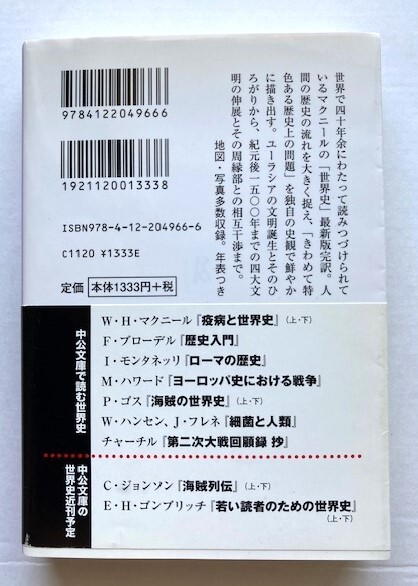 世界で四十年余にわたって読みつづけられて
いるマクニールの「世界史」最新版完訳。人
間の歴史の流れを大きく捉え、「きわめて特
色ある歴史上の問題」を独自の史観で鮮やか
に描き出す。ユーラシアの文明誕生とそのひ
ろがりから、紀元後一五〇〇年までの四大文
明の伸展とその周縁部との相互干渉まで。
地図・写真多数収録。年表つき
9784122049666
1921120013338
ISBN978-4-12-204966-6
C1120 ¥1333E
定価 本体1333円+税
中公文庫で読む世界史
W・H・マクニール『疫病と世界史』(上・下)
F・ブローデル『歴史入門』
I・モンタネッリ『ローマの歴史』
M・ハワード『ヨーロッパ史における戦争』
P・ゴス『海賊の世界史』(上・下)
W・ハンセン、J・フレネ『細菌と人類』
チャーチル『第二次大戦回顧録 抄』
中公文庫の
世界史近刊予定
C・ジョンソン『海賊列伝』(上・下)
E・H・ゴンブリッチ『若い読者のための世界史』
(上・下)